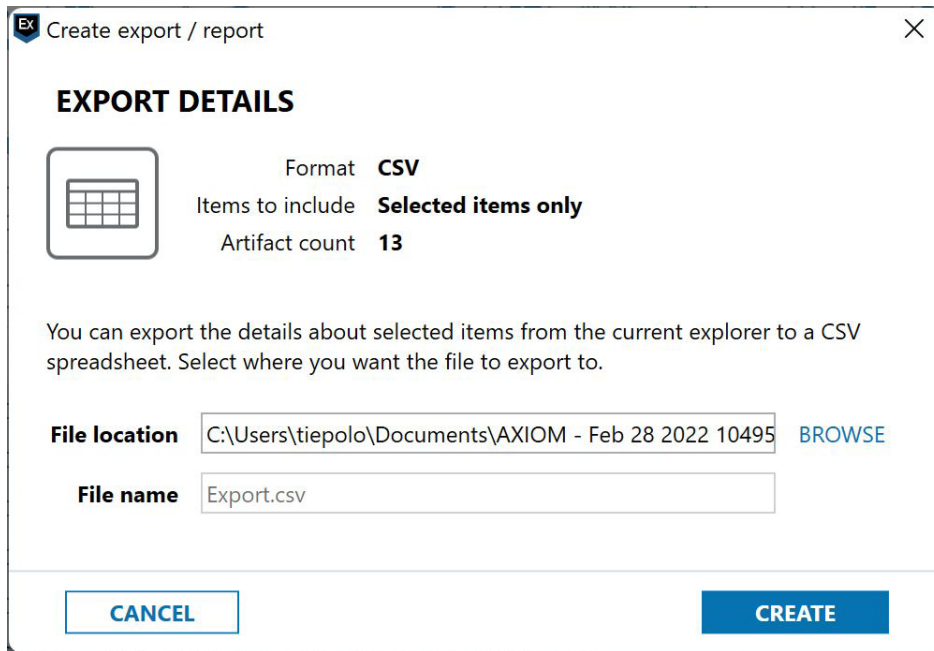 Ex Create export / report
EXPORT DETAILS
Format CSV
Items to include Selected items only
Artifact count 13
You can export the details about selected items from the current explorer to a CSV
spreadsheet. Select where you want the file to export to.
File location C:\Users\tiepolo\Documents\AXIOM - Feb 28 2022 10495 BROWSE
File name Export.csv
CANCEL CREATE